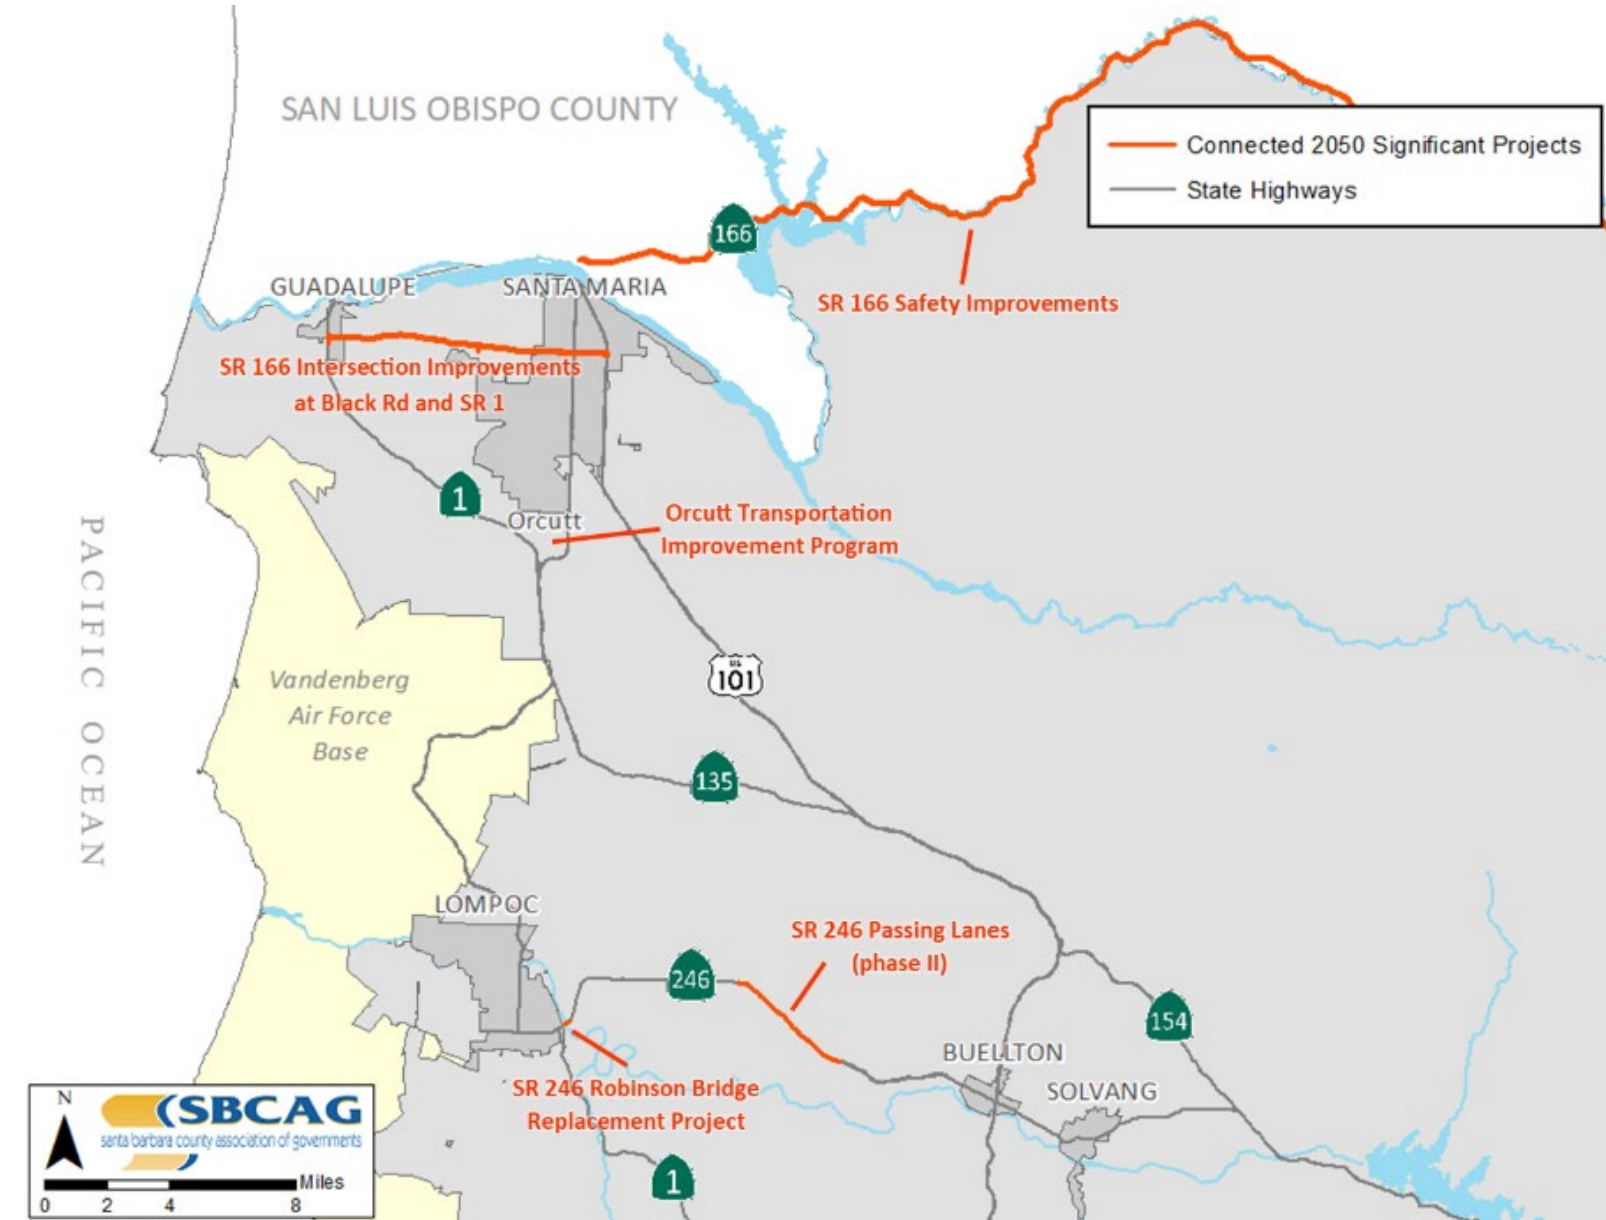 SAN LUIS OBISPO COUNTY
Connected 2050 Significant Projects
State Highways
166
GUADALUPE
SANTA MARIA
SR 166 Safety Improvements
SR 166 Intersection Improvements
at Black Rd and SR 1
1
Orcutt
Orcutt Transportation
Improvement Program
PACIFIC OCEAN
Vandenberg
Air Force
Base
US
101
135
LOMPOC
SR 246 Passing Lanes
(phase II)
246
154
BUELLTON
SOLVANG
SR 246 Robinson Bridge
Replacement Project
1
N
SBCAG
santa barbara county association of governments
Miles
0 2 4 8